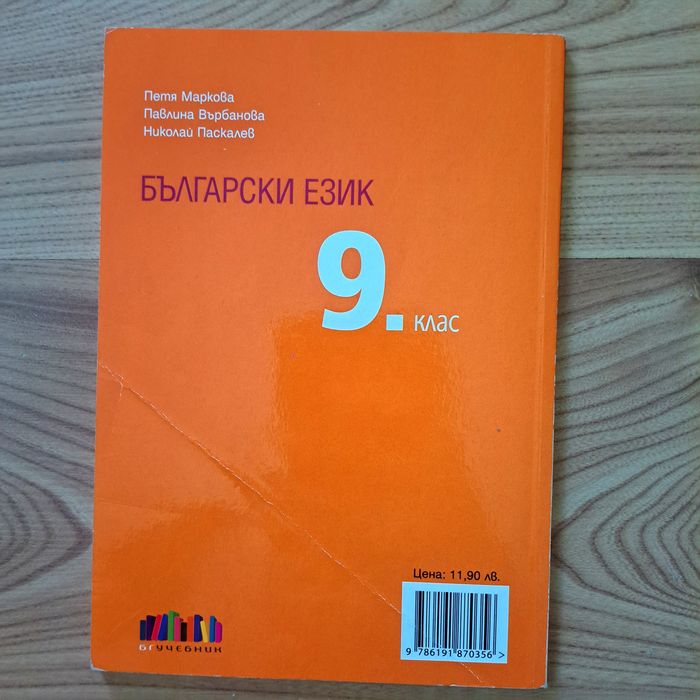 Петя Маркова
Павлина Върбанова
Николай Паскалев
БЪЛГАРСКИ ЕЗИК
9. клас
Цена: 11,90 лв.
9 786191 870356 >
БГУЧЕБНИК